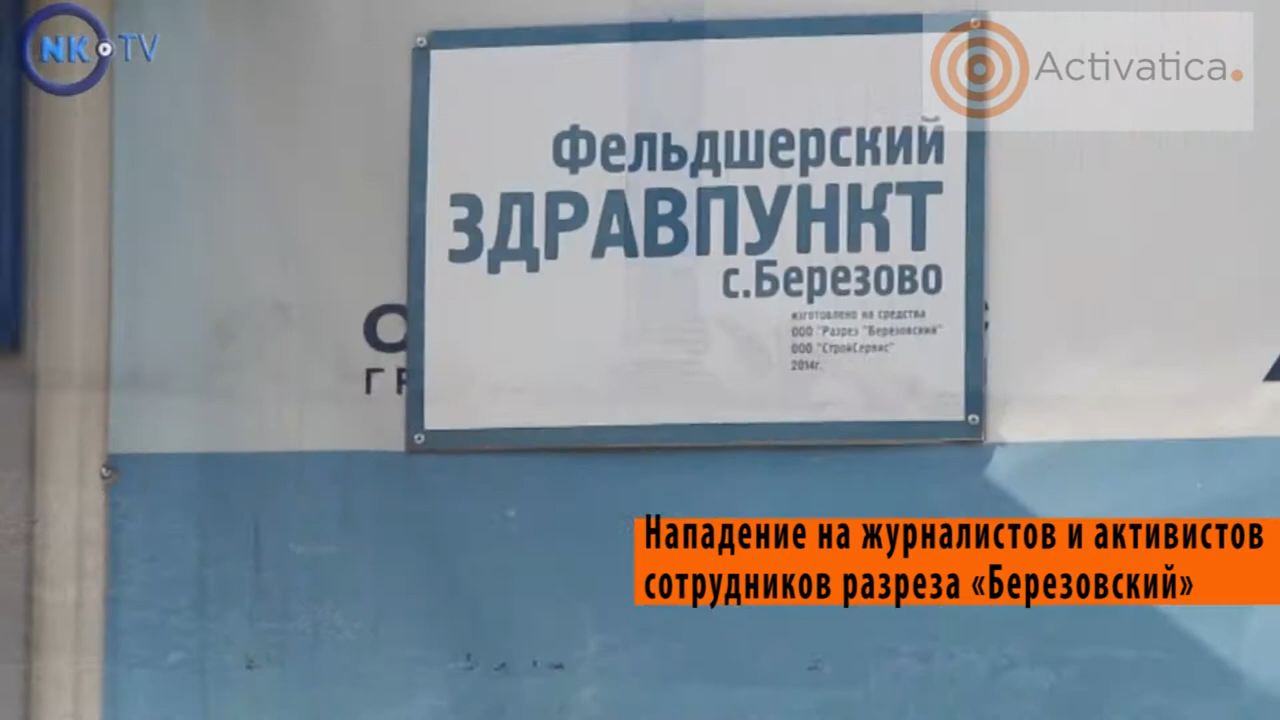 NK TV
Activatica.
Фельдшерский
ЗДРАВПУНКТ
с.Березово
изготовлено на средства
ООО "Разрез "Березовский"
ООО "СтройСервис"
2014г.
Нападение на журналистов и активистов
сотрудников разреза «Березовский»